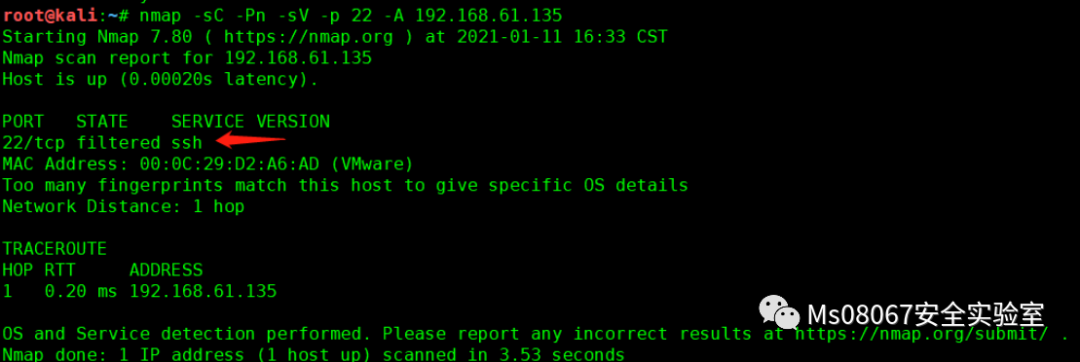 root@kali:~# nmap -sC -Pn -sV -p 22 -A 192.168.61.135
Starting Nmap 7.80 ( https://nmap.org ) at 2021-01-11 16:33 CST
Nmap scan report for 192.168.61.135
Host is up (0.00020s latency).
PORT   STATE    SERVICE VERSION
22/tcp filtered ssh
MAC Address: 00:0C:29:D2:A6:AD (VMware)
Too many fingerprints match this host to give specific OS details
Network Distance: 1 hop
TRACEROUTE
HOP RTT     ADDRESS
1   0.20 ms 192.168.61.135
Ms08067安全实验室
OS and Service detection performed. Please report any incorrect results at https://nmap.org/submit/ .
Nmap done: 1 IP address (1 host up) scanned in 3.53 seconds